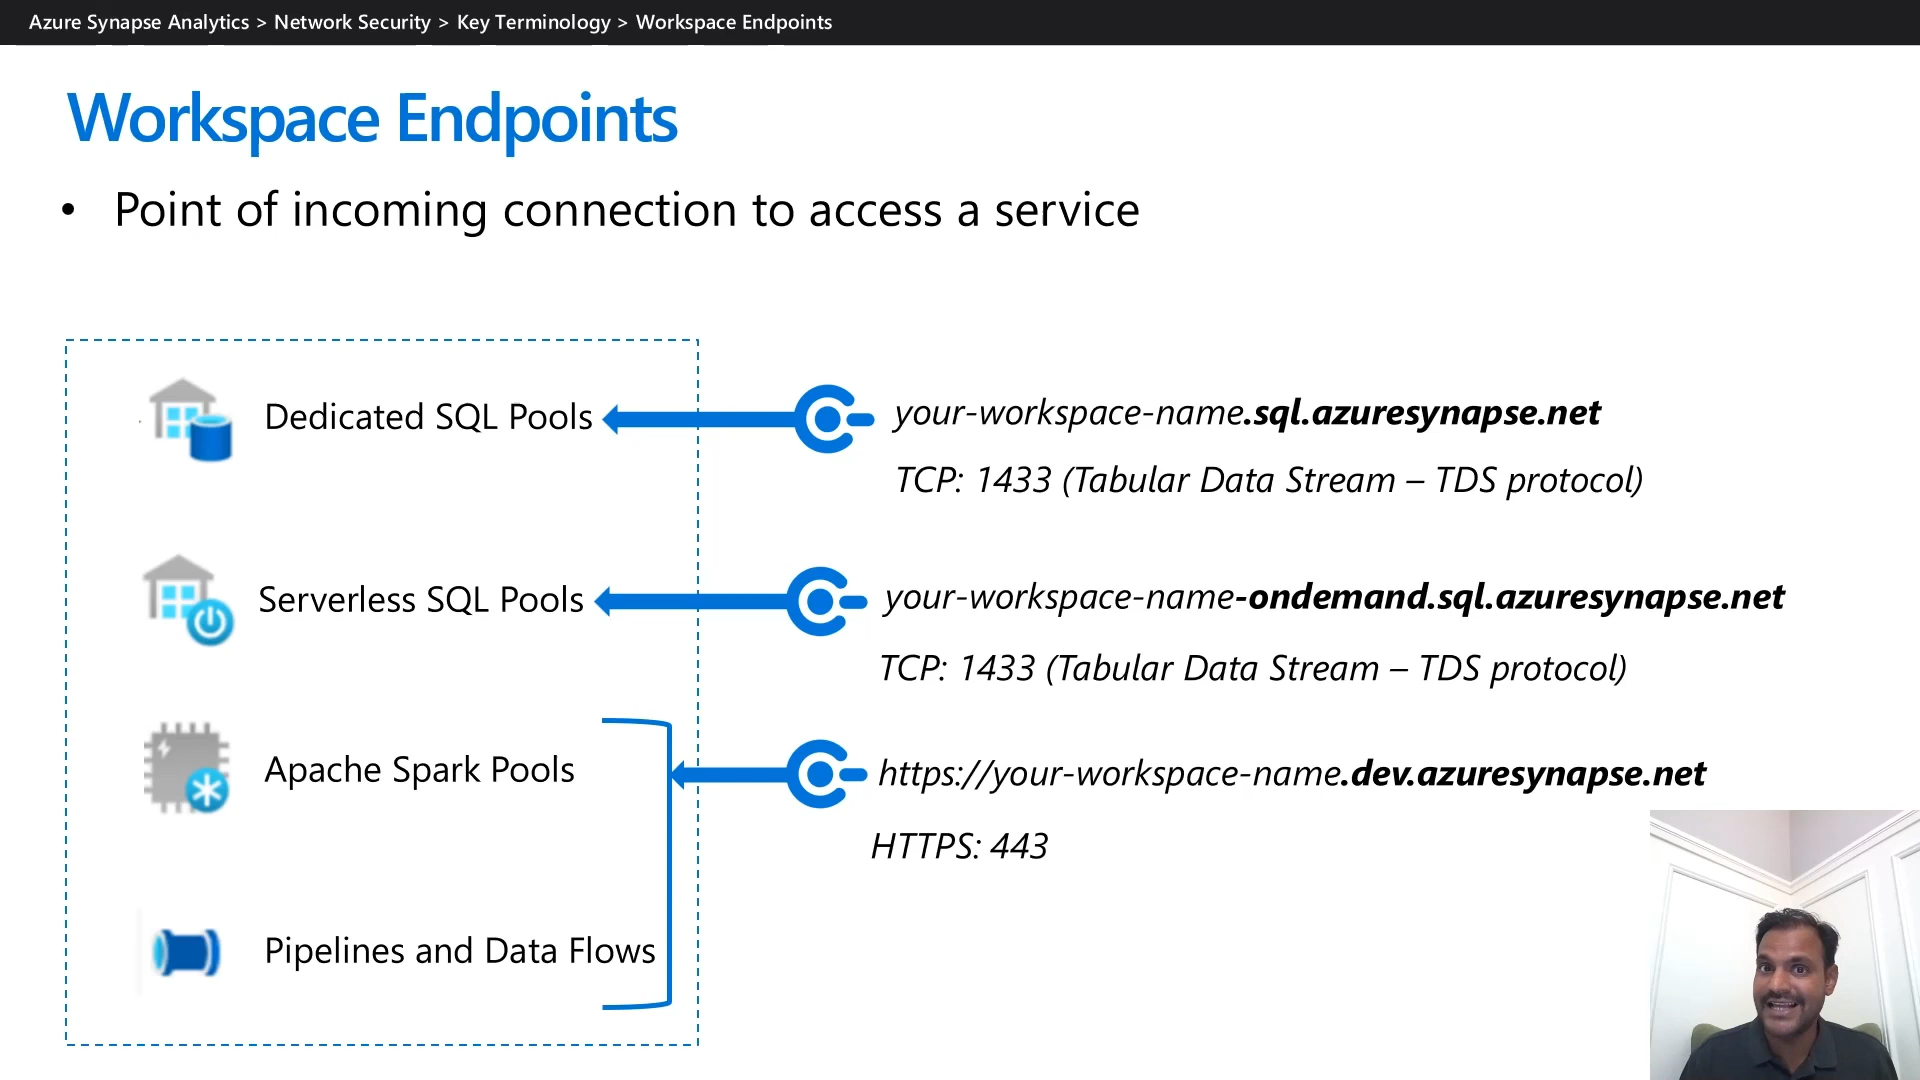 Azure Synapse Analytics > Network Security > Key Terminology > Workspace Endpoints
Workspace Endpoints
• Point of incoming connection to access a service
Dedicated SQL Pools
your-workspace-name.sql.azuresynapse.net
TCP: 1433 (Tabular Data Stream – TDS protocol)
Serverless SQL Pools
your-workspace-name-ondemand.sql.azuresynapse.net
TCP: 1433 (Tabular Data Stream – TDS protocol)
Apache Spark Pools
https://your-workspace-name.dev.azuresynapse.net
HTTPS: 443
Pipelines and Data Flows